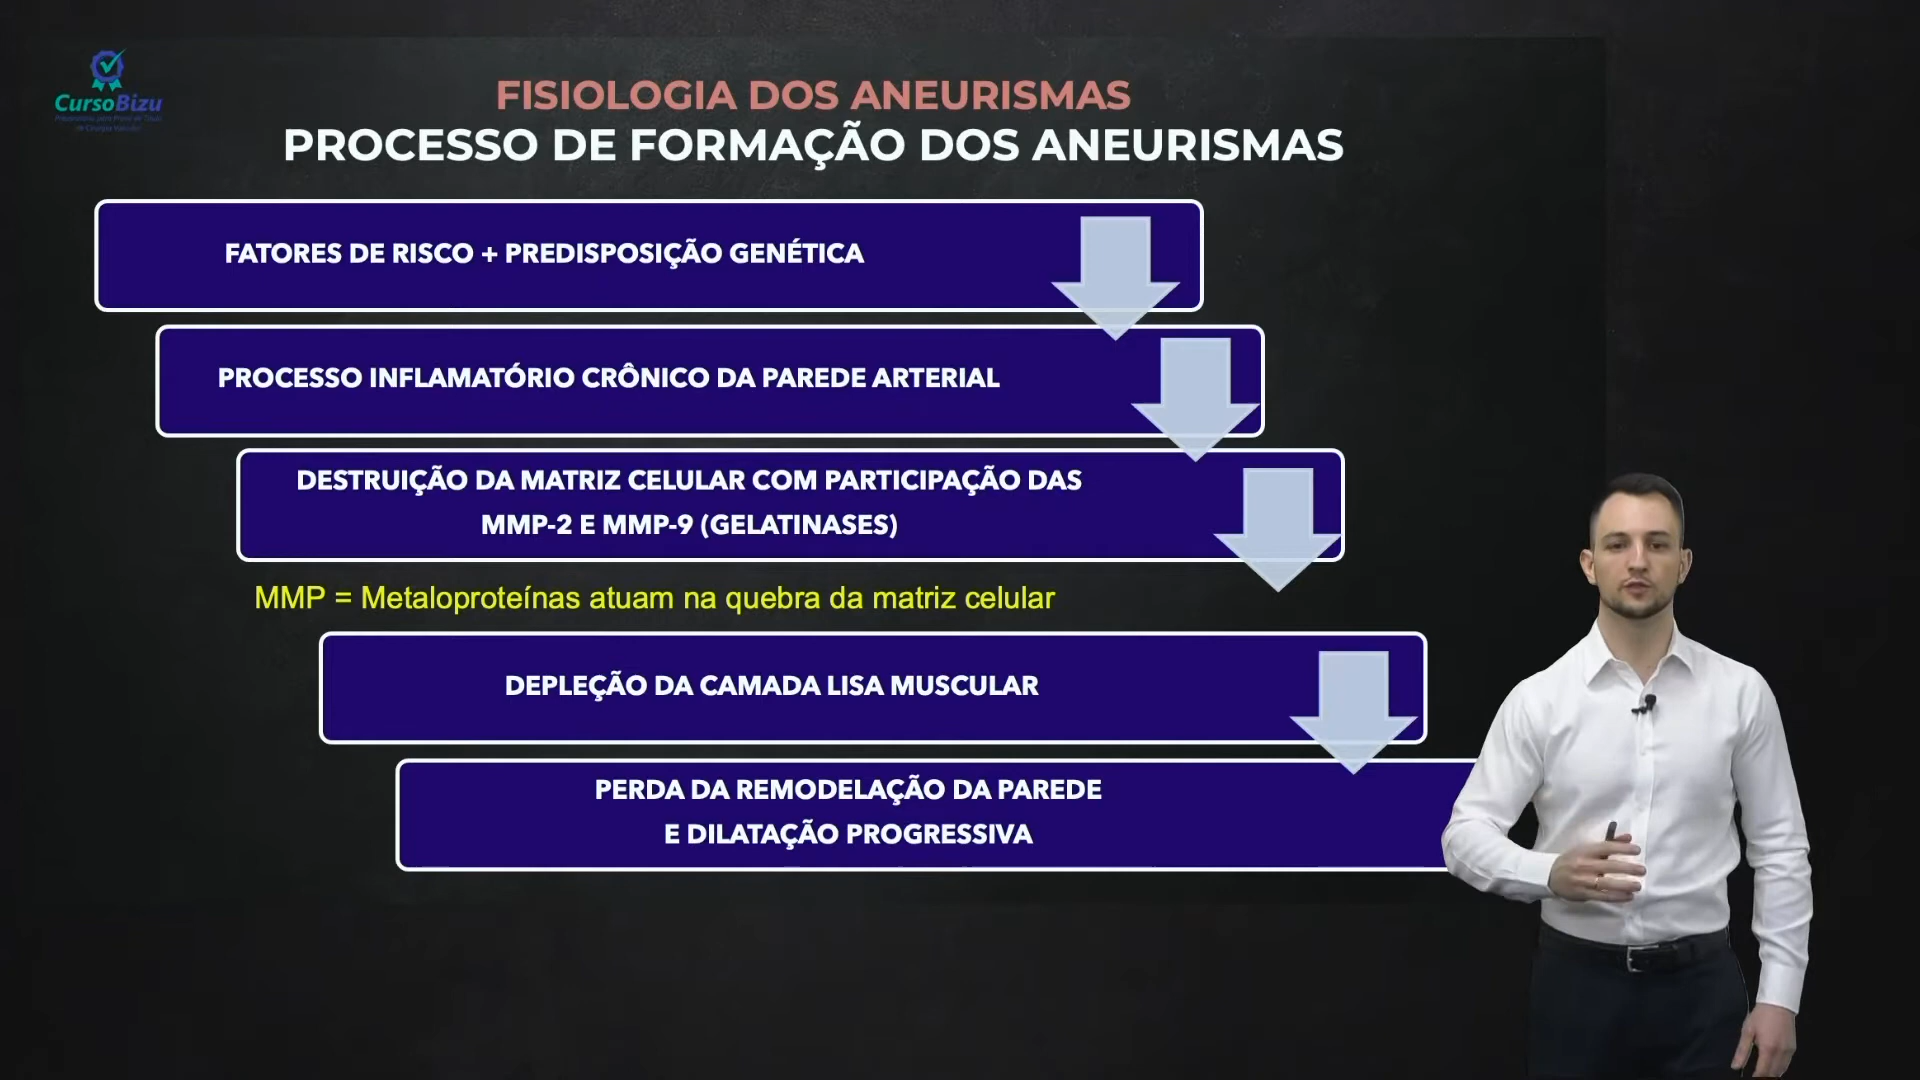 CursoBizu
FISIOLOGIA DOS ANEURISMAS
PROCESSO DE FORMAÇÃO DOS ANEURISMAS
FATORES DE RISCO + PREDISPOSIÇÃO GENÉTICA
PROCESSO INFLAMATÓRIO CRÔNICO DA PAREDE ARTERIAL
DESTRUIÇÃO DA MATRIZ CELULAR COM PARTICIPAÇÃO DAS
MMP-2 E MMP-9 (GELATINASES)
MMP = Metaloproteínas atuam na quebra da matriz celular
DEPLEÇÃO DA CAMADA LISA MUSCULAR
PERDA DA REMODELAÇÃO DA PAREDE
E DILATAÇÃO PROGRESSIVA